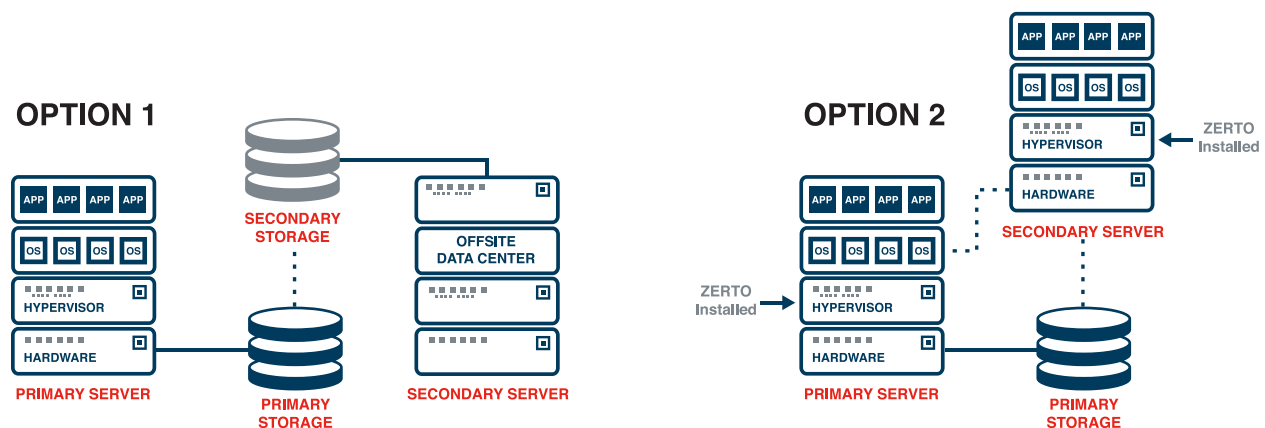 OPTION 1
APP APP APP APP
OS OS OS OS
HYPERVISOR
HARDWARE
PRIMARY SERVER
SECONDARY
STORAGE
PRIMARY
STORAGE
OFFSITE
DATA CENTER
SECONDARY SERVER
OPTION 2
APP APP APP APP
OS OS OS OS
ZERTO
Installed
HYPERVISOR
HARDWARE
PRIMARY SERVER
APP APP APP APP
OS OS OS OS
HYPERVISOR
ZERTO
Installed
HARDWARE
SECONDARY SERVER
PRIMARY
STORAGE